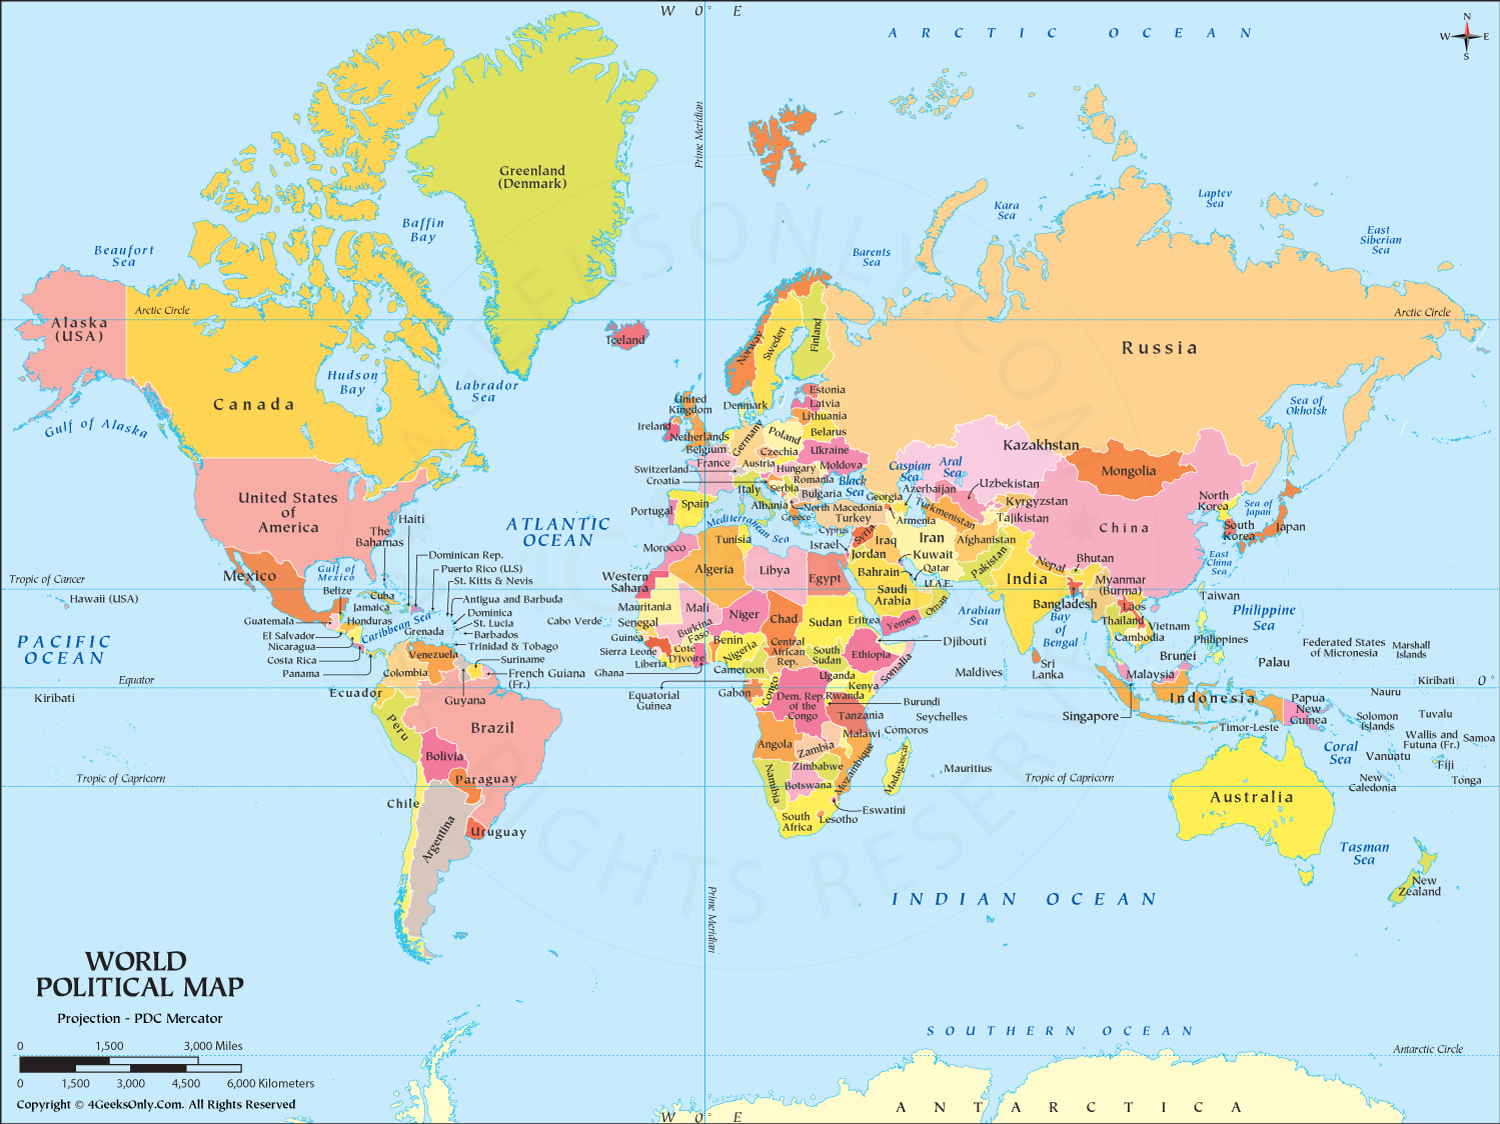 W 0° E
ARCTIC OCEAN
N
W E
S
Greenland
(Denmark)
Prime Meridian
Baffin
Bay
Beaufort
Sea
Kara
Sea
Laptev
Sea
East
Siberian
Sea
Barents
Sea
Arctic Circle
Arctic Circle
Alaska
(USA)
Iceland
Norway
Sweden
Finland
Russia
Hudson
Bay
Labrador
Sea
Canada
Gulf of Alaska
Sea of
Okhotsk
United
Kingdom
Denmark
Estonia
Latvia
Lithuania
Belarus
Ireland
Netherlands
Belgium
Germany
Poland
Czechia
Ukraine
France
Austria
Hungary
Moldova
Switzerland
Croatia
Romania
Italy
Serbia
Bulgaria
Black
Sea
Caspian
Sea
Aral
Sea
Kazakhstan
Mongolia
Uzbekistan
Azerbaijan
Georgia
Kyrgyzstan
Portugal
Spain
Albania
North Macedonia
Greece
Turkey
Armenia
Turkmenistan
Tajikistan
Mediterranean Sea
Cyprus
Syria
Israel
Iraq
Iran
Afghanistan
China
North
Korea
South
Korea
Sea of
Japan
Japan
United States
of
America
ATLANTIC
OCEAN
Haiti
The
Bahamas
Morocco
Tunisia
Jordan
Kuwait
Pakistan
Nepal
Bhutan
East
China
Sea
Mexico
Gulf of
Mexico
Dominican Rep.
Puerto Rico (U.S)
St. Kitts & Nevis
Antigua and Barbuda
Dominica
St. Lucia
Barbados
Trinidad & Tobago
Tropic of Cancer
Hawaii (USA)
Belize
Cuba
Jamaica
Guatemala
Honduras
El Salvador
Nicaragua
Costa Rica
Panama
Caribbean Sea
Grenada
Western
Sahara
Algeria
Libya
Egypt
Bahrain
Qatar
U.A.E.
Saudi
Arabia
Oman
India
Myanmar
(Burma)
Bangladesh
Laos
Taiwan
Cabo Verde
Mauritania
Mali
Niger
Chad
Sudan
Eritrea
Yemen
Arabian
Sea
Bay
of
Bengal
Thailand
Vietnam
Cambodia
Philippines
Philippine
Sea
Senegal
Guinea
Sierra Leone
Liberia
Burkina
Faso
Cote
D'Ivoire
Benin
Nigeria
Ghana
Cameroon
Central
African
Rep.
South
Sudan
Ethiopia
Djibouti
Somalia
PACIFIC
OCEAN
Venezuela
Colombia
Suriname
French Guiana
(Fr.)
Guyana
Equator
Kiribati
Ecuador
Equatorial
Guinea
Gabon
Congo
Dem. Rep.
of the
Congo
Uganda
Kenya
Rwanda
Burundi
Tanzania
Maldives
Sri
Lanka
Brunei
Malaysia
Palau
Federated States
of Micronesia
Marshall
Islands
Singapore
Indonesia
Papua
New
Guinea
Nauru
Kiribati
0°
Peru
Brazil
Bolivia
Angola
Zambia
Malawi
Comoros
Seychelles
Timor-Leste
Solomon
Islands
Tuvalu
Wallis and
Futuna (Fr.)
Samoa
Coral
Sea
Vanuatu
Fiji
Tonga
New
Caledonia
Tropic of Capricorn
Paraguay
Namibia
Zimbabwe
Botswana
Mozambique
Madagascar
Mauritius
Tropic of Capricorn
Australia
Chile
Argentina
Uruguay
South
Africa
Eswatini
Lesotho
Tasman
Sea
New
Zealand
Prime Meridian
INDIAN OCEAN
WORLD
POLITICAL MAP
Projection - PDC Mercator
0 1,500 3,000 Miles
0 1,500 3,000 4,500 6,000 Kilometers
Copyright © 4GeeksOnly.Com. All Rights Reserved
SOUTHERN OCEAN
Antarctic Circle
ANTARCTICA
W 0° E